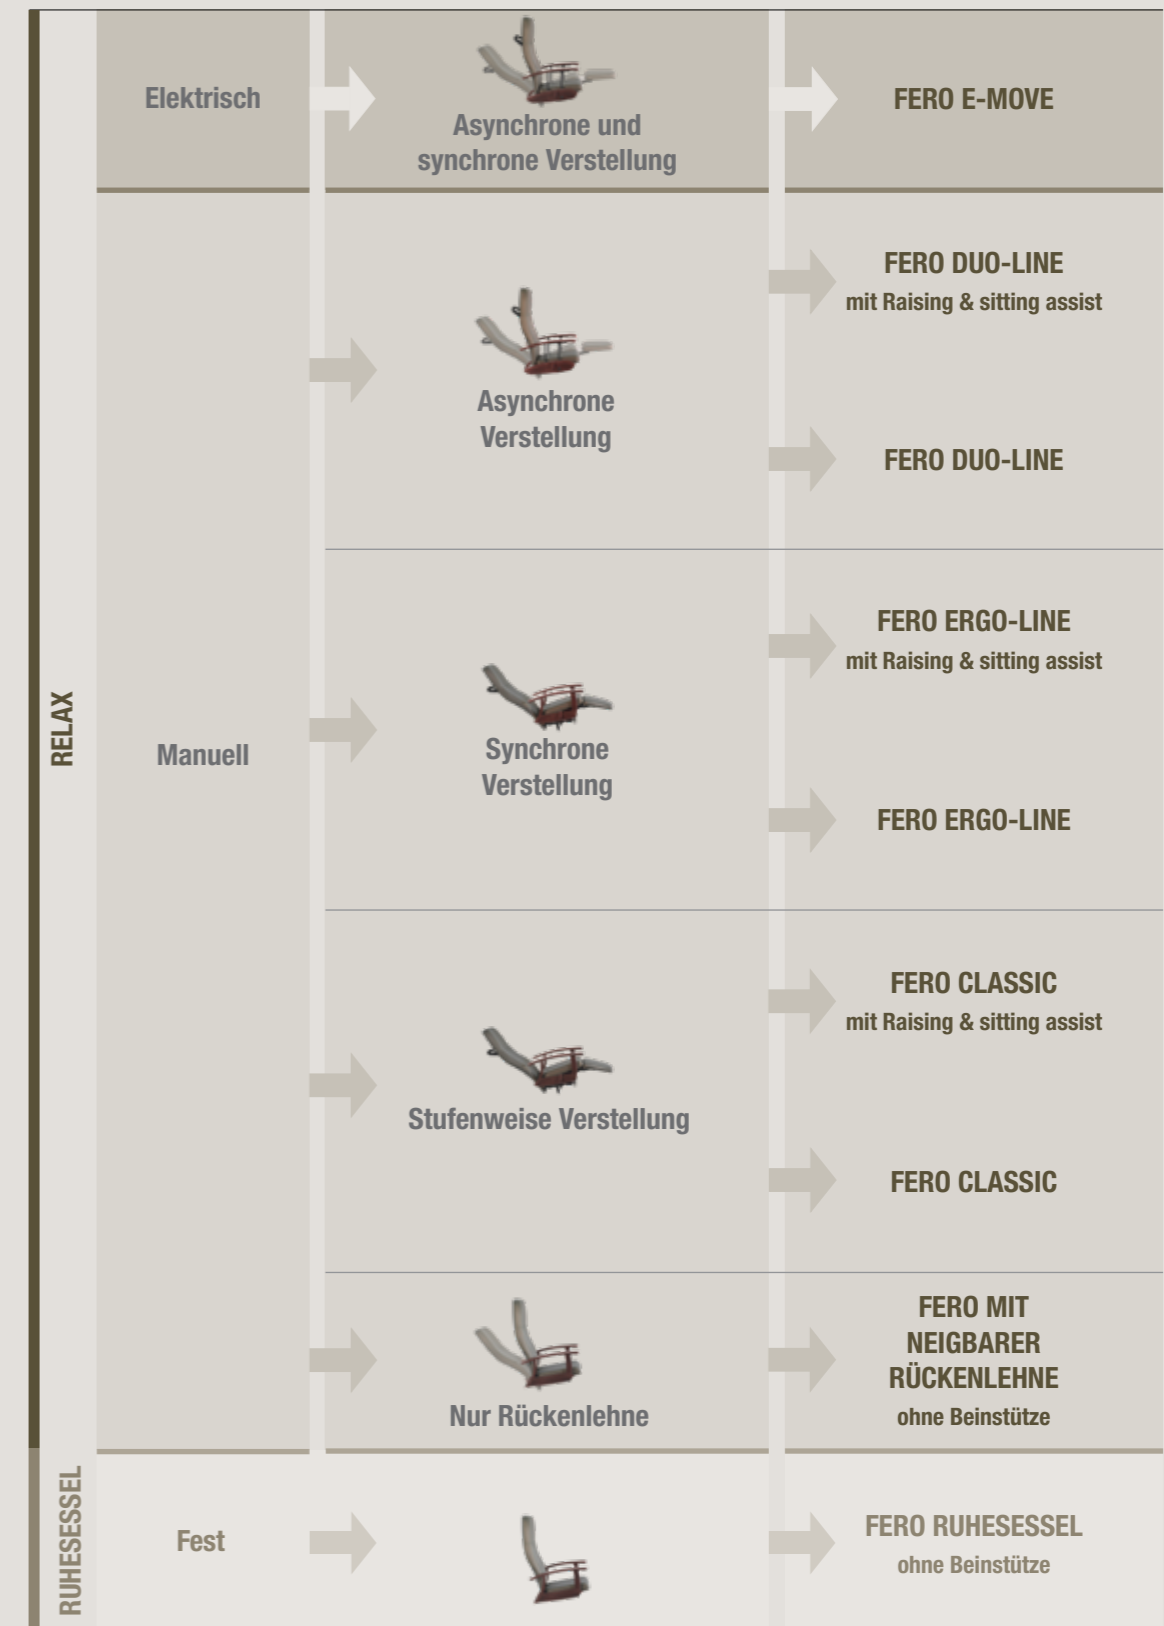 RELAX
Elektrisch
Asynchrone und
synchrone Verstellung
FERO E-MOVE
Manuell
Asynchrone
Verstellung
FERO DUO-LINE
mit Raising & sitting assist
FERO DUO-LINE
Synchrone
Verstellung
FERO ERGO-LINE
mit Raising & sitting assist
FERO ERGO-LINE
Stufenweise Verstellung
FERO CLASSIC
mit Raising & sitting assist
FERO CLASSIC
Nur Rückenlehne
FERO MIT
NEIGBARER
RÜCKENLEHNE
ohne Beinstütze
RUHESESSEL
Fest
FERO RUHESESSEL
ohne Beinstütze